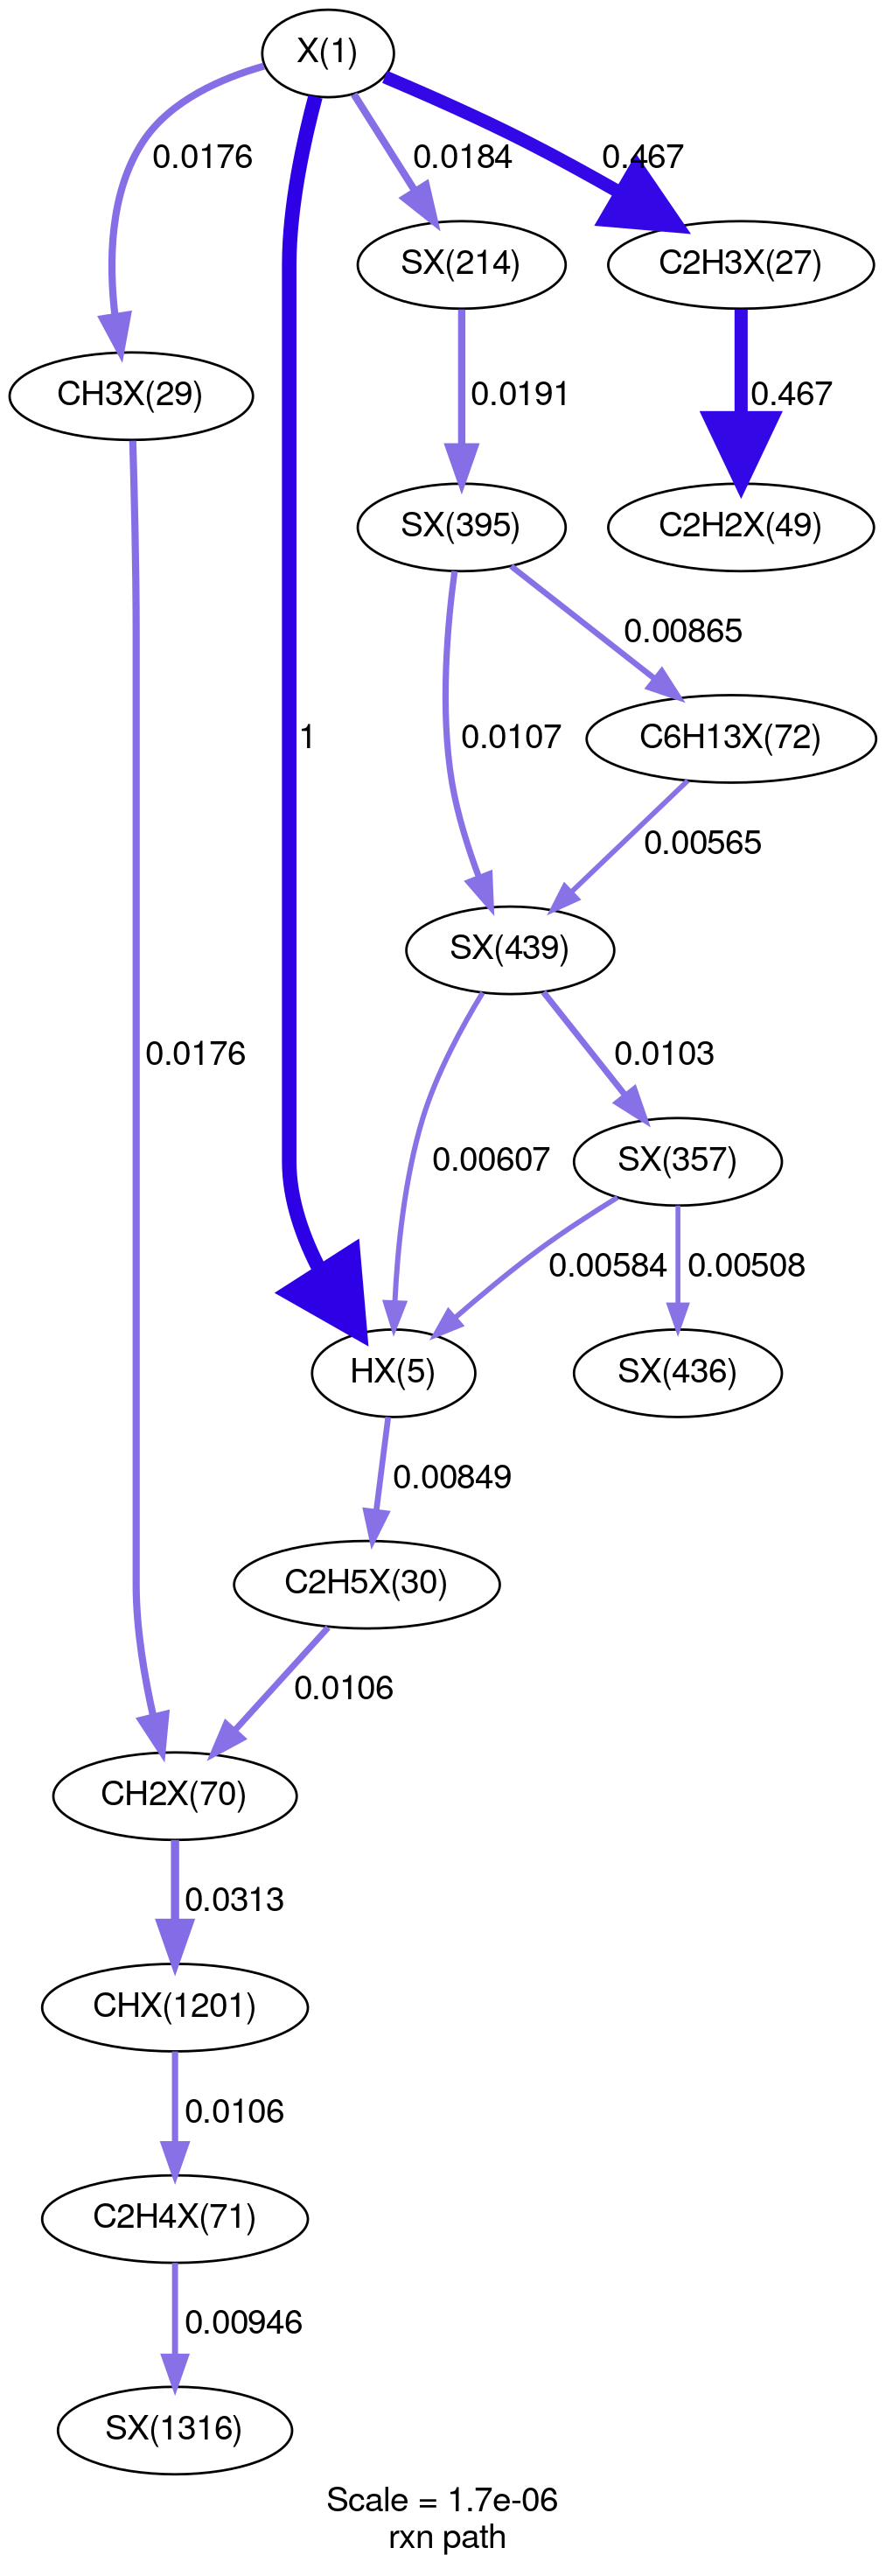 X(1)
0.0176
0.0184
0.467
SX(214)
C2H3X(27)
CH3X(29)
0.0191
0.467
SX(395)
C2H2X(49)
0.00865
1
0.0107
C6H13X(72)
0.00565
SX(439)
0.0176
0.0103
0.00607
SX(357)
0.00584
0.00508
HX(5)
SX(436)
0.00849
C2H5X(30)
0.0106
CH2X(70)
0.0313
CHX(1201)
0.0106
C2H4X(71)
0.00946
SX(1316)
Scale = 1.7e-06
rxn path